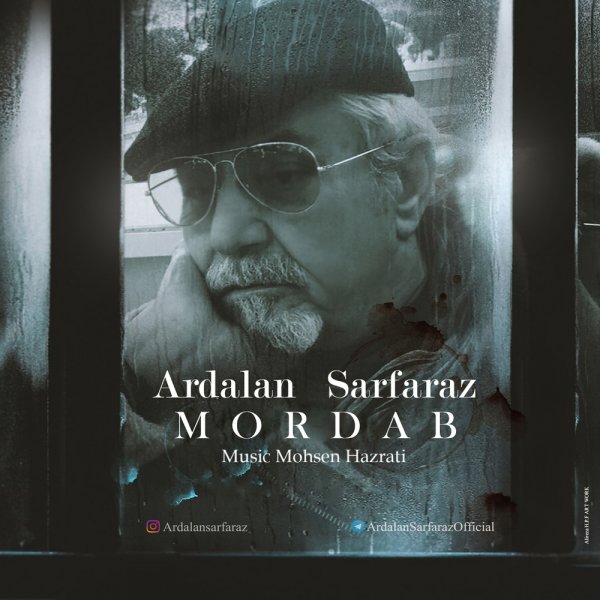 Ardalan Sarfaraz
MORDAB
Music Mohsen Hazrati
Ardalansarfaraz
ArdalanSarfarazOfficial